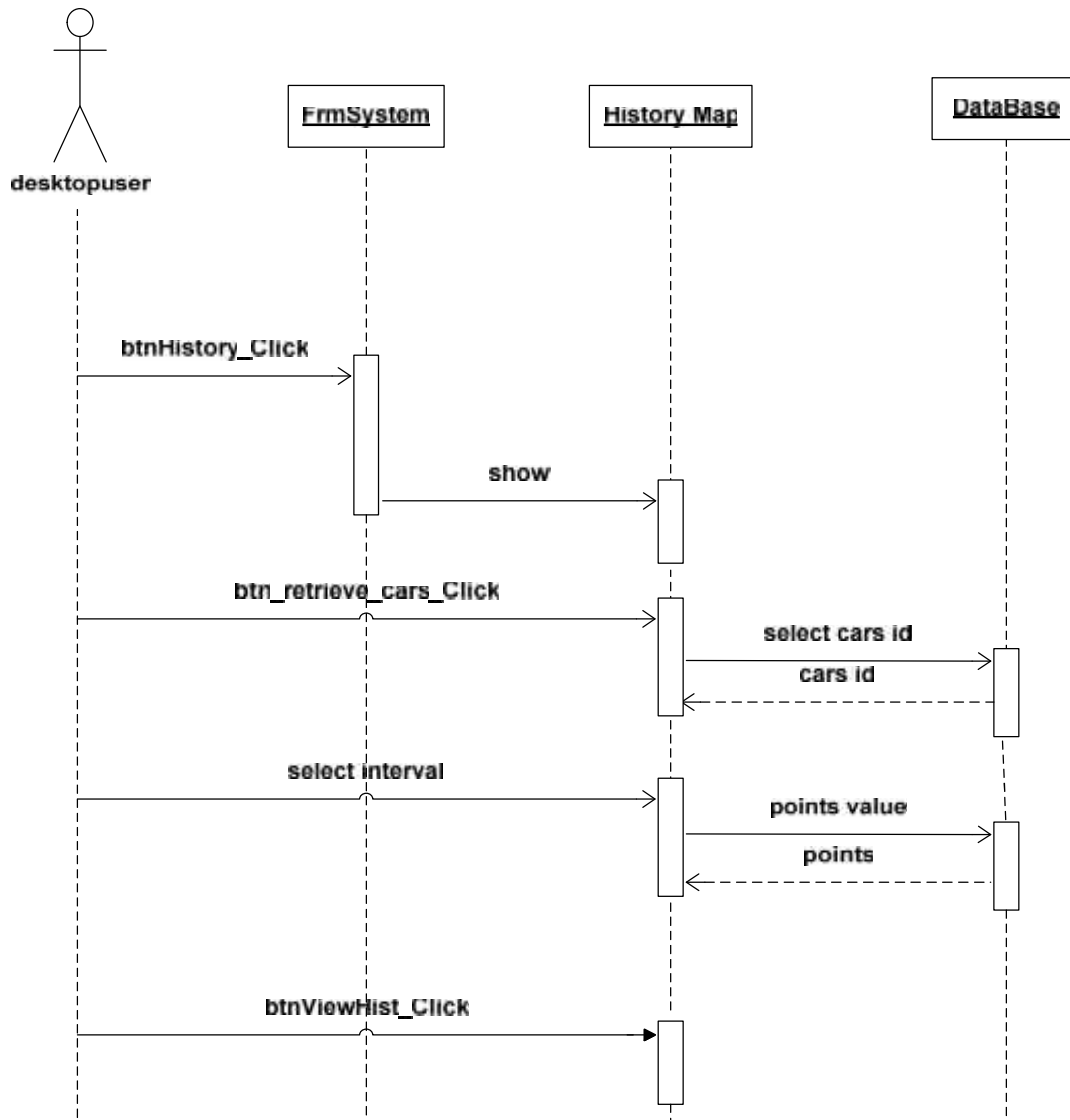 FrmSystem
History Map
DataBase
desktopuser
btnHistory_Click
show
btn_retrieve_cars_Click
select cars id
cars id
select interval
points value
points
btnViewHist_Click